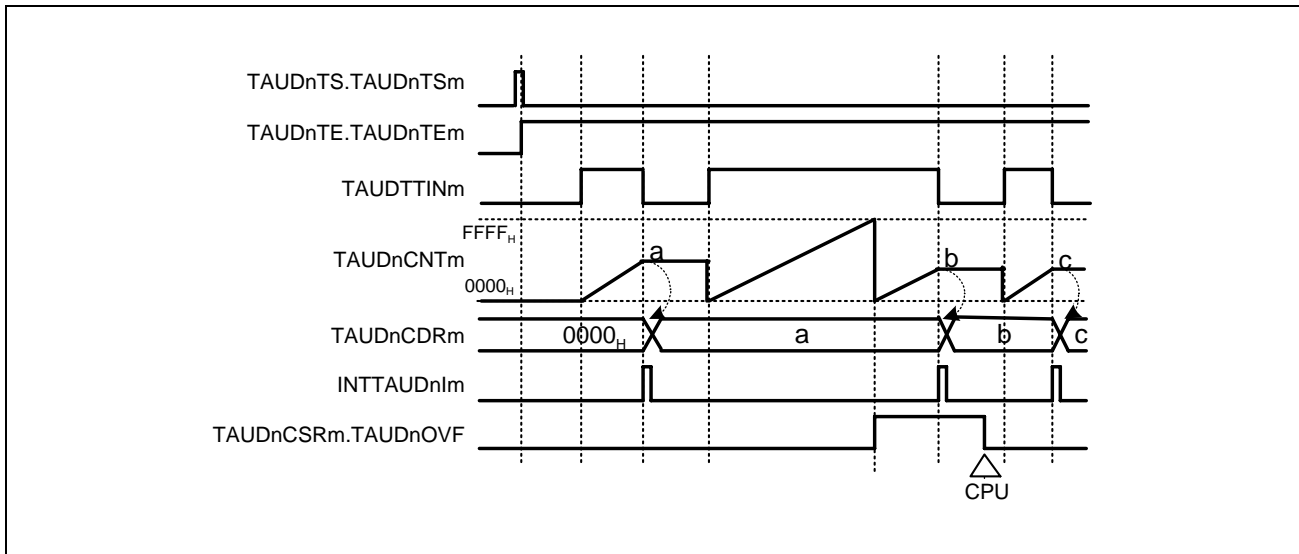 TAUDnTS.TAUDnTSm
TAUDnTE.TAUDnTEm
TAUDTTINm
FFFFH
TAUDnCNTm
0000H
a
b
c
TAUDnCDRm
0000H
a
b
c
INTTAUDnIm
TAUDnCSRm.TAUDnOVF
CPU